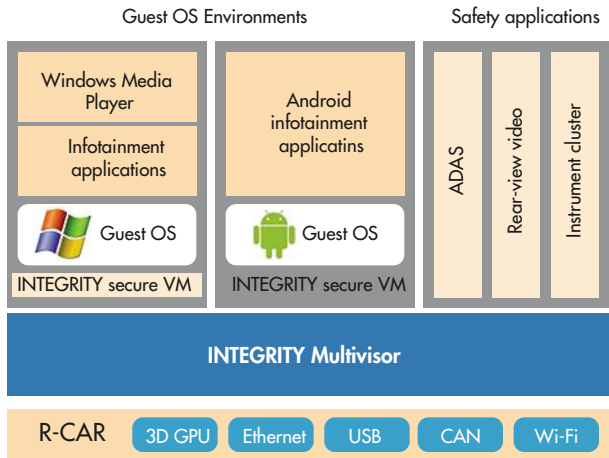 Guest OS Environments
Safety applications
Windows Media
Player
Infotainment
applications
Guest OS
INTEGRITY secure VM
Android
infotainment
applicatins
Guest OS
INTEGRITY secure VM
ADAS
Rear-view video
Instrument cluster
INTEGRITY Multivisor
R-CAR
3D GPU
Ethernet
USB
CAN
Wi-Fi